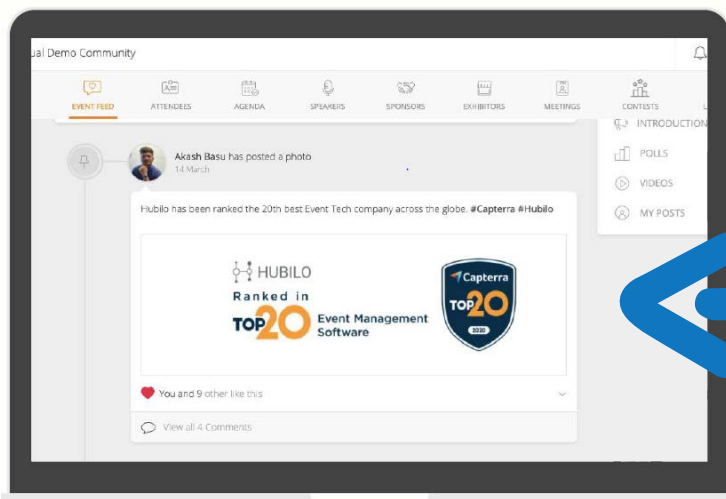 ual Demo Community
EVENT FEED
ATTENDEES
AGENDA
SPEAKERS
SPONSORS
EXHIBITORS
MEETINGS
CONTESTS
INTRODUCTION
POLLS
VIDEOS
MY POSTS
Akash Basu has posted a photo
14 March
Hubilo has been ranked the 20th best Event Tech company across the globe. #Capterra #Hubilo
HUBILO
Ranked in
TOP20 Event Management
Software
Capterra
TOP20
2020
You and 9 other like this
View all 4 Comments